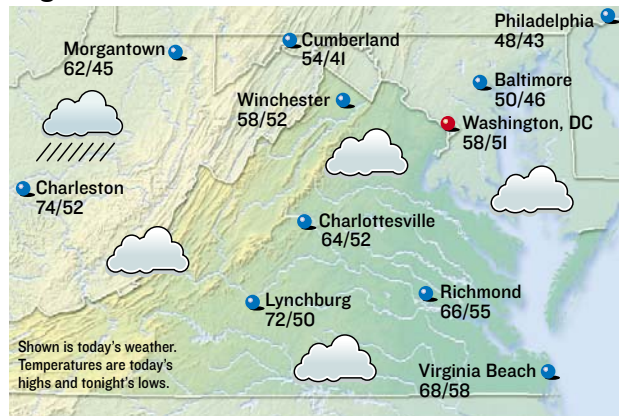 Philadelphia
48/43
Morgantown
62/45
Cumberland
54/41
Baltimore
50/46
Winchester
58/52
Washington, DC
58/51
Charleston
74/52
Charlottesville
64/52
Lynchburg
72/50
Richmond
66/55
Shown is today's weather.
Temperatures are today's
highs and tonight's lows.
Virginia Beach
68/58